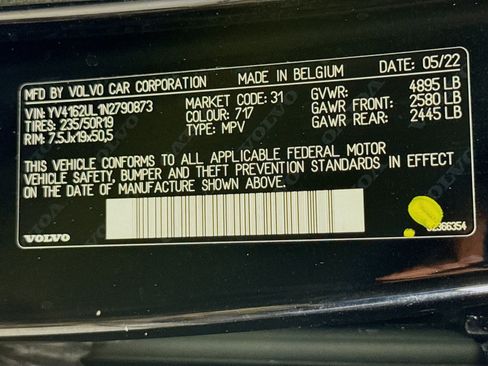 MFD BY VOLVO CAR CORPORATION MADE IN BELGIUM DATE: 05/22
VIN: YV4162UL1N2790873 MARKET CODE: 31 GVWR: 4895 LB
TIRES: 235/50R19 COLOUR: 717 GAWR FRONT: 2580 LB
RIM: 7.5Jx19x50,5 TYPE: MPV GAWR REAR: 2445 LB
THIS VEHICLE CONFORMS TO ALL APPLICABLE FEDERAL MOTOR
VEHICLE SAFETY, BUMPER AND THEFT PREVENTION STANDARDS IN EFFECT
ON THE DATE OF MANUFACTURE SHOWN ABOVE.
VOLVO 32366354